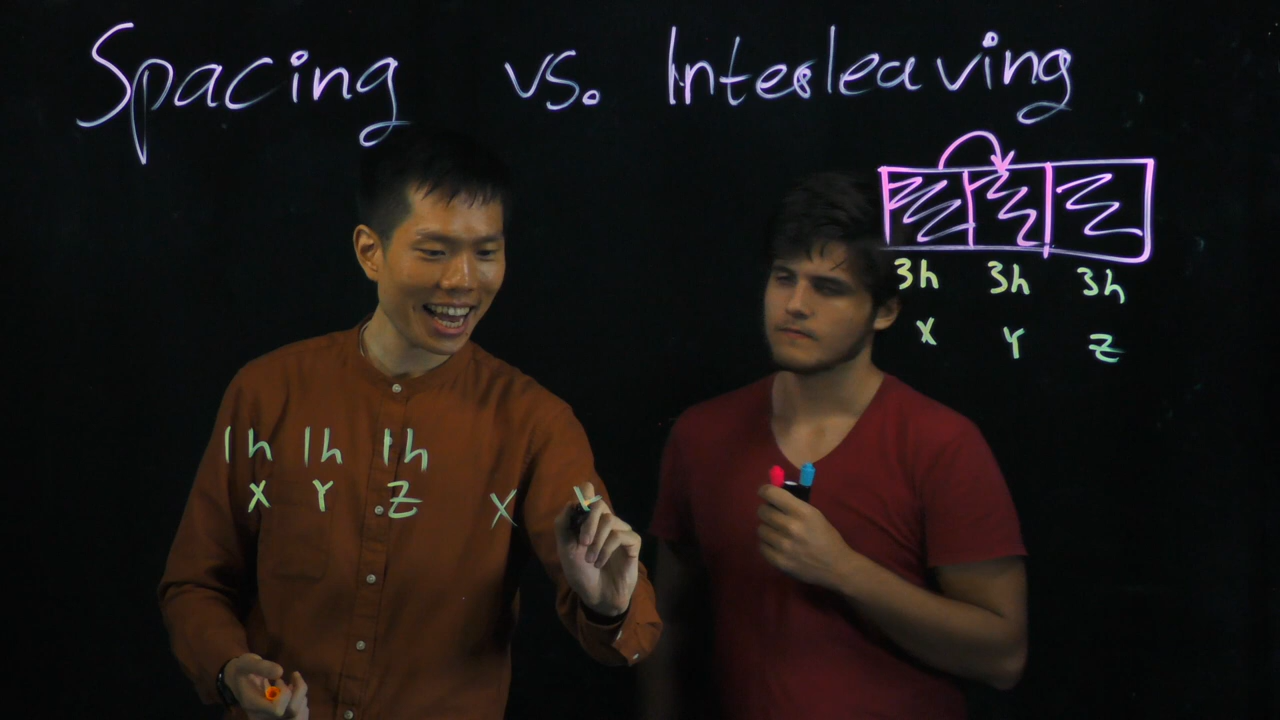 Spacing vs. Interleaving
3h 3h 3h
X Y Z
1h 1h 1h
X Y Z X Y